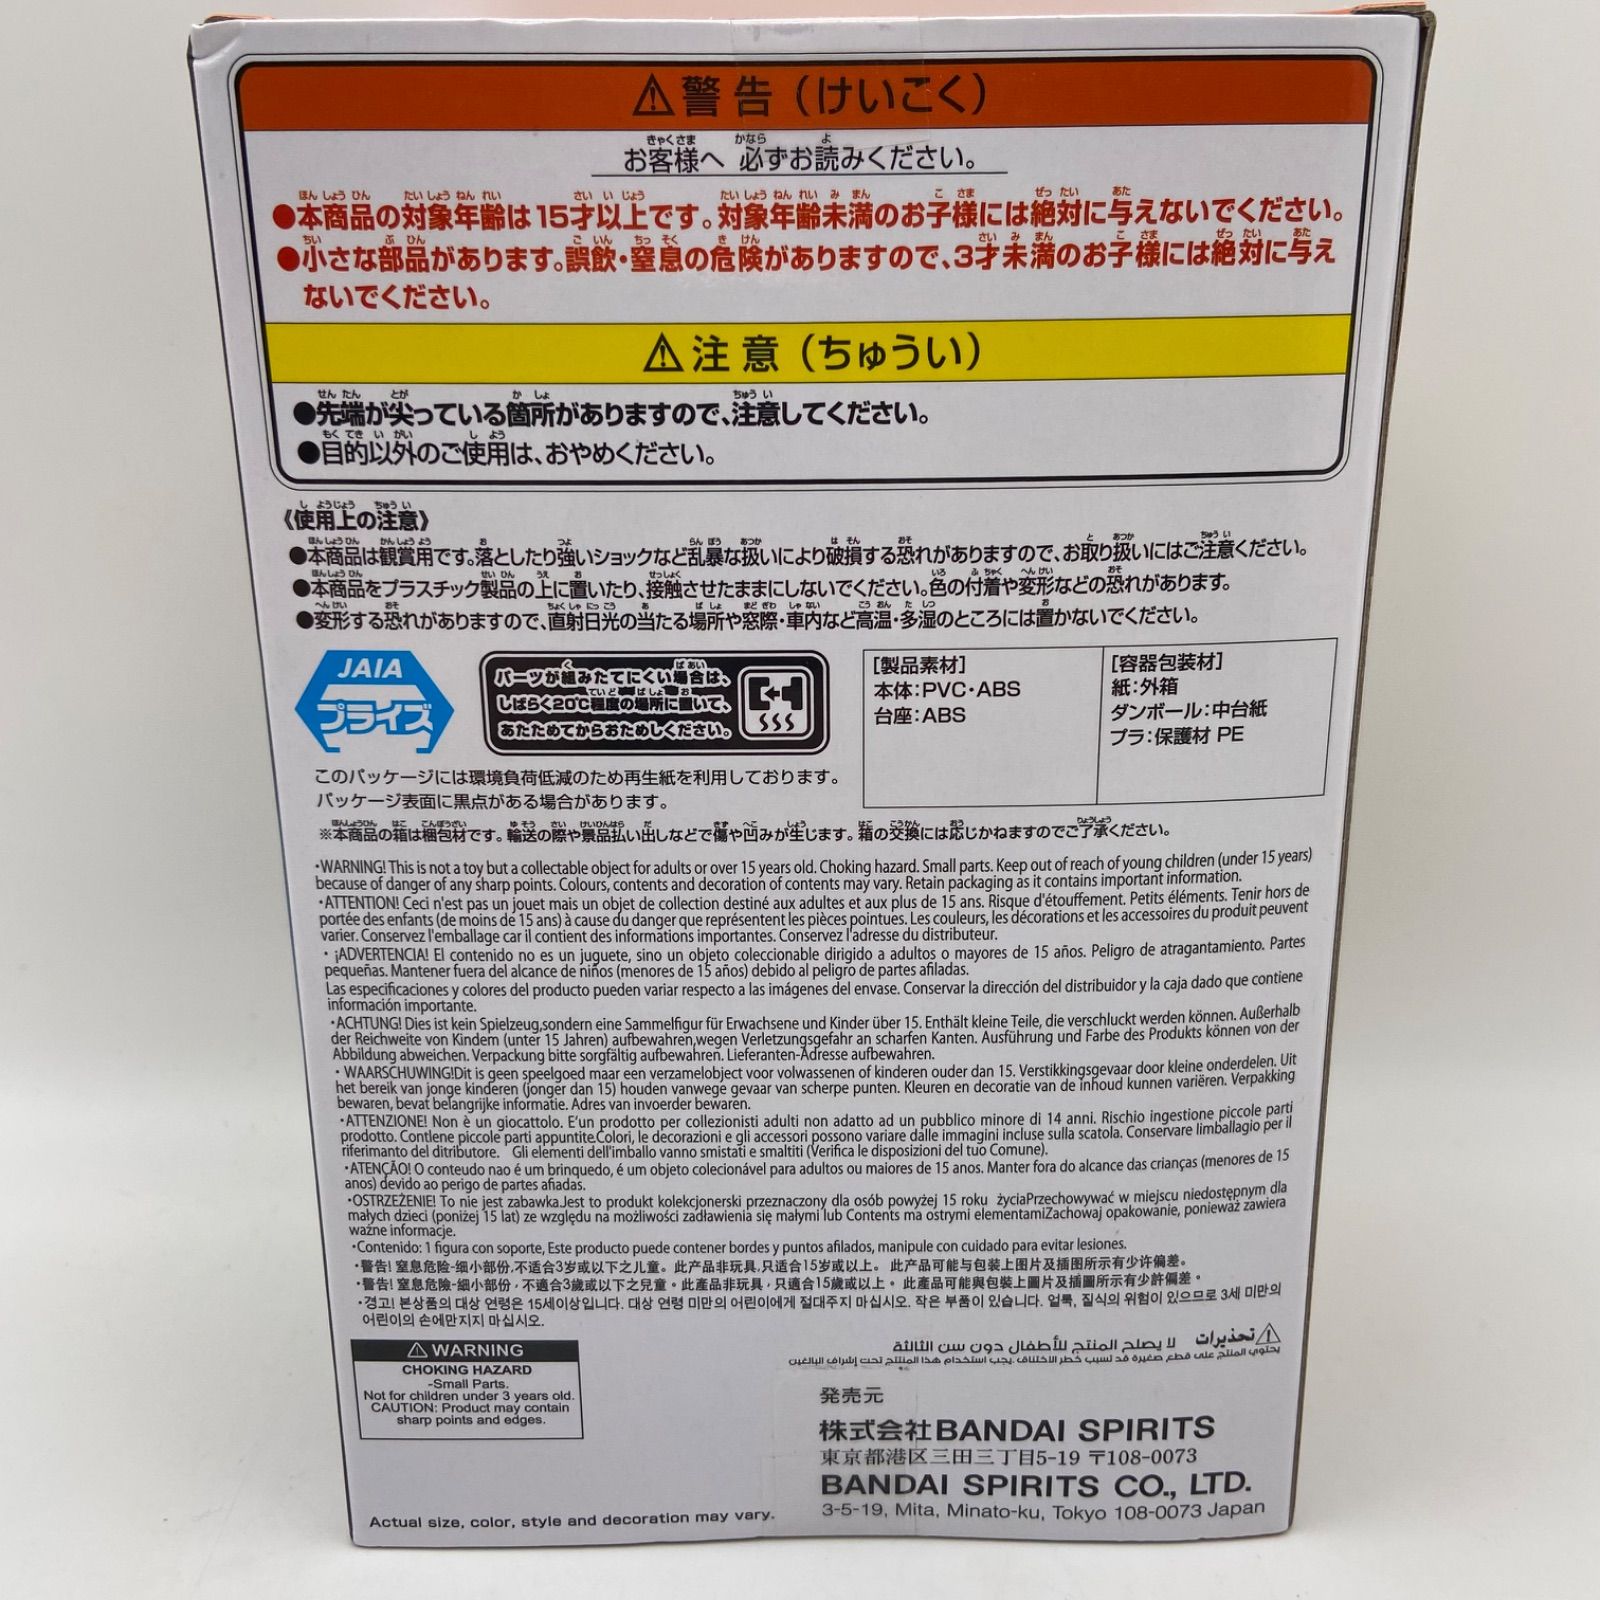 ⚠警告（けいこく）
お客様へ 必ずお読みください。
●本商品の対象年齢は15才以上です。対象年齢未満のお子様には絶対に与えないでください。
●小さな部品があります。誤飲・窒息の危険がありますので、3才未満のお子様には絶対に与え
ないでください。
⚠注意（ちゅうい）
●先端が尖っている箇所がありますので、注意してください。
●目的以外のご使用は、おやめください。
《使用上の注意》
●本商品は観賞用です。落としたり強いショックなど乱暴な扱いにより破損する恐れがありますので、お取り扱いにはご注意ください。
●本商品をプラスチック製品の上に置いたり、接触させたままにしないでください。色の付着や変形などの恐れがあります。
●変形する恐れがありますので、直射日光の当たる場所や窓際・車内など高温・多湿のところには置かないでください。
JAIA
プライズ
パーツが組みたてにくい場合は、
しばらく20℃程度の場所に置いて、
あたためてからおためしください。
[製品素材]
本体：PVC・ABS
台座：ABS
[容器包装材]
紙：外箱
ダンボール：中台紙
プラ：保護材 PE
このパッケージには環境負荷低減のため再生紙を利用しております。
パッケージ表面に黒点がある場合があります。
※本商品の箱は梱包材です。輸送の際や景品払い出しなどで傷や凹みが生じます。箱の交換には応じかねますのでご了承ください。
・WARNING! This is not a toy but a collectable object for adults or over 15 years old. Choking hazard. Small parts. Keep out of reach of young children (under 15 years)
because of danger of any sharp points. Colours, contents and decoration of contents may vary. Retain packaging as it contains important information.
・ATTENTION! Ceci n'est pas un jouet mais un objet de collection destiné aux adultes et aux plus de 15 ans. Risque d'étouffement. Petits éléments. Tenir hors de
portée des enfants (de moins de 15 ans) à cause du danger que représentent les pièces pointues. Les couleurs, les décorations et les accessoires du produit peuvent
varier. Conservez l'emballage car il contient des informations importantes. Conservez l'adresse du distributeur.
・¡ADVERTENCIA! El contenido no es un juguete, sino un objeto coleccionable dirigido a adultos o mayores de 15 años. Peligro de atragantamiento. Partes
pequeñas. Mantener fuera del alcance de niños (menores de 15 años) debido al peligro de partes afiladas.
Las especificaciones y colores del producto pueden variar respecto a las imágenes del envase. Conservar la dirección del distribuidor y la caja dado que contiene
información importante.
・ACHTUNG! Dies ist kein Spielzeug,sondern eine Sammelfigur für Erwachsene und Kinder über 15. Enthält kleine Teile, die verschluckt werden können. Außerhalb
der Reichweite von Kindem (unter 15 Jahren) aufbewahren,wegen Verletzungsgefahr an scharfen Kanten. Ausführung und Farbe des Produkts können von der
Abbildung abweichen. Verpackung bitte sorgfältig aufbewahren. Lieferanten-Adresse aufbewahren.
・WAARSCHUWING!Dit is geen speelgoed maar een verzamelobject voor volwassenen of kinderen ouder dan 15. Verstikkingsgevaar door kleine onderdelen. Uit
het bereik van jonge kinderen (jonger dan 15) houden vanwege gevaar van scherpe punten. Kleuren en decoratie van de inhoud kunnen variëren. Verpakking
bewaren, bevat belangrijke informatie. Adres van invoerder bewaren.
・ATTENZIONE! Non è un giocattolo. E'un prodotto per collezionisti adulti non adatto ad un pubblico minore di 14 anni. Rischio ingestione piccole parti
prodotto. Contlene piccole parti appuntite.Colori, le decorazioni e gli accessori possono variare dalle immagini incluse sulla scatola. Conservare limballagio per il
riferimanto del ditributore. Gli elementi dell'imballo vanno smistati e smaltiti (Verifica le disposizioni del tuo Comune).
・ATENÇÃO! O conteudo nao é um brinquedo, é um objeto colecionável para adultos ou maiores de 15 anos. Manter fora do alcance das crianças (menores de 15
anos) devido ao perigo de partes afiadas.
・OSTRZEŻENIE! To nie jest zabawka.Jest to produkt kolekcjonerski przeznaczony dla osób powyżej 15 roku życiaPrzechowywać w miejscu niedostępnym dla
małych dzieci (poniżej 15 lat) ze względu na możliwości zadławienia się małymi lub Contents ma ostrymi elementamiZachowaj opakowanie, ponieważ zawiera
ważne informacje.
・Contenido: 1 figura con soporte, Este producto puede contener bordes y puntos afilados, manipule con cuidado para evitar lesiones.
・警告! 窒息危险-细小部份,不适合3岁或以下之儿童。此产品非玩具,只适合15岁或以上。 此产品可能与包装上图片及插图所示有少许偏差。
・警告! 窒息危險-細小部份，不適合3歲或以下之兒童。此產品非玩具，只適合15歲或以上。 此產品可能與包裝上圖片及插圖所示有少許偏差。
・경고! 본상품의 대상 연령은 15세이상입니다. 대상 연령 미만의 어린이에게 절대주지 마십시오. 작은 부품이 있습니다. 얼룩, 질식의 위험이 있으므로 3세 미만의
어린이의 손에만지지 마십시오.
⚠تحذيرات لا يصلح المنتج للأطفال دون سن الثالثة
يحتوي المنتج على قطع صغيرة قد تسبب خطر الاختناق. يجب استخدام هذا المنتج تحت إشراف البالغين
⚠WARNING
CHOKING HAZARD
-Small Parts.
Not for children under 3 years old.
CAUTION: Product may contain
sharp points and edges.
発売元
株式会社BANDAI SPIRITS
東京都港区三田三丁目5-19 〒108-0073
BANDAI SPIRITS CO., LTD.
3-5-19, Mita, Minato-ku, Tokyo 108-0073 Japan
Actual size, color, style and decoration may vary.